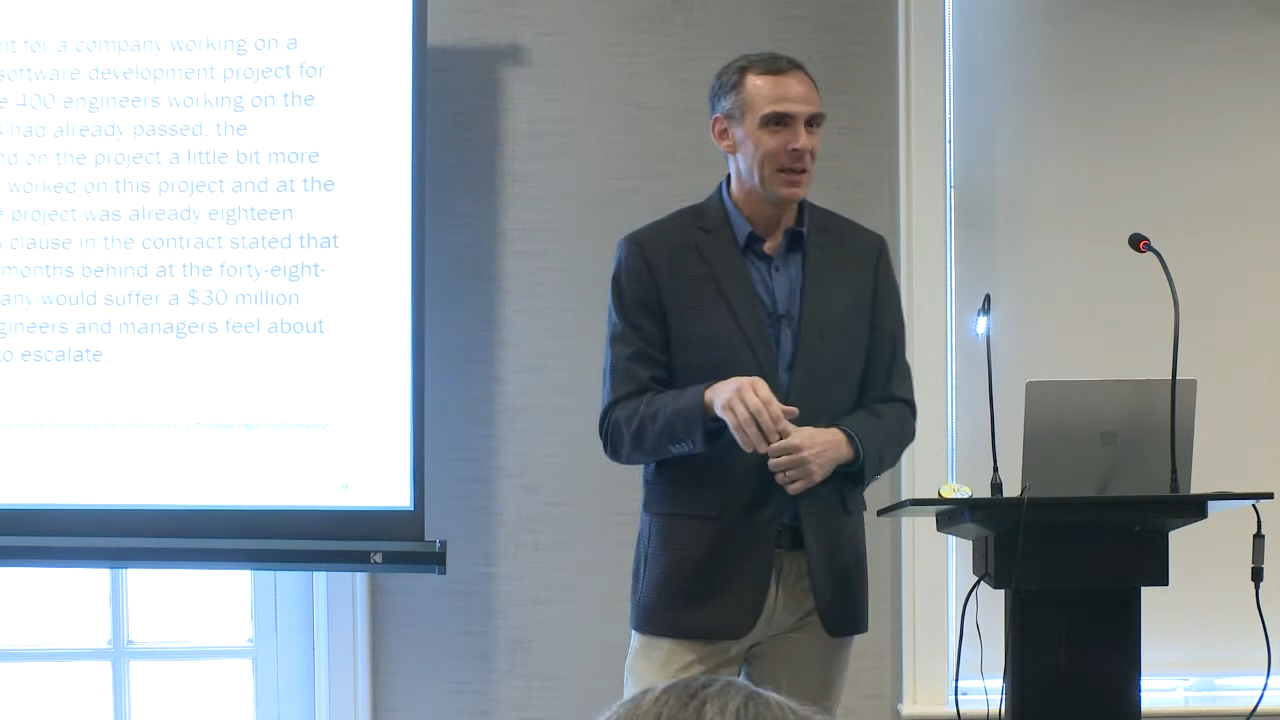 nt for a company working on a
software development project for
e 400 engineers working on the
s had already passed, the
nd on the project a little bit more
worked on this project and at the
e project was already eighteen
clause in the contract stated that
months behind at the forty-eight-
any would suffer a $30 million
gineers and managers feel about
to escalate.